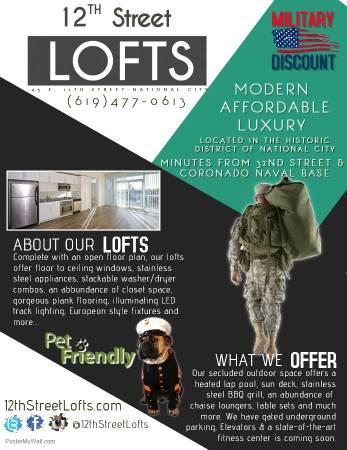 12TH Street
LOFTS
45 E. 12TH STREET-NATIONAL CITY
(619)477-0613
MILITARY
DISCOUNT
MODERN
AFFORDABLE
LUXURY
LOCATED IN THE HISTORIC
DISTRICT OF NATIONAL CITY
MINUTES FROM 32ND STREET &
CORONADO NAVAL BASE
ABOUT OUR LOFTS
Complete with an open floor plan, our lofts
offer floor to ceiling windows, stainless
steel appliances, stackable washer/dryer
combos, an abundance of closet space,
gorgeous plank flooring, illuminating LED
track lighting, European style fixtures and
more...
Pet
Friendly
12thStreetLofts.com
@12thStreetLofts
WHAT WE OFFER
Our secluded outdoor space offers a
heated lap pool, sun deck, stainless
steel BBQ grill, an abundance of
chaise loungers, table sets and much
more. We have gated underground
parking, Elevators & a state-of-the-art
fitness center is coming soon.
PosterMyWall.com